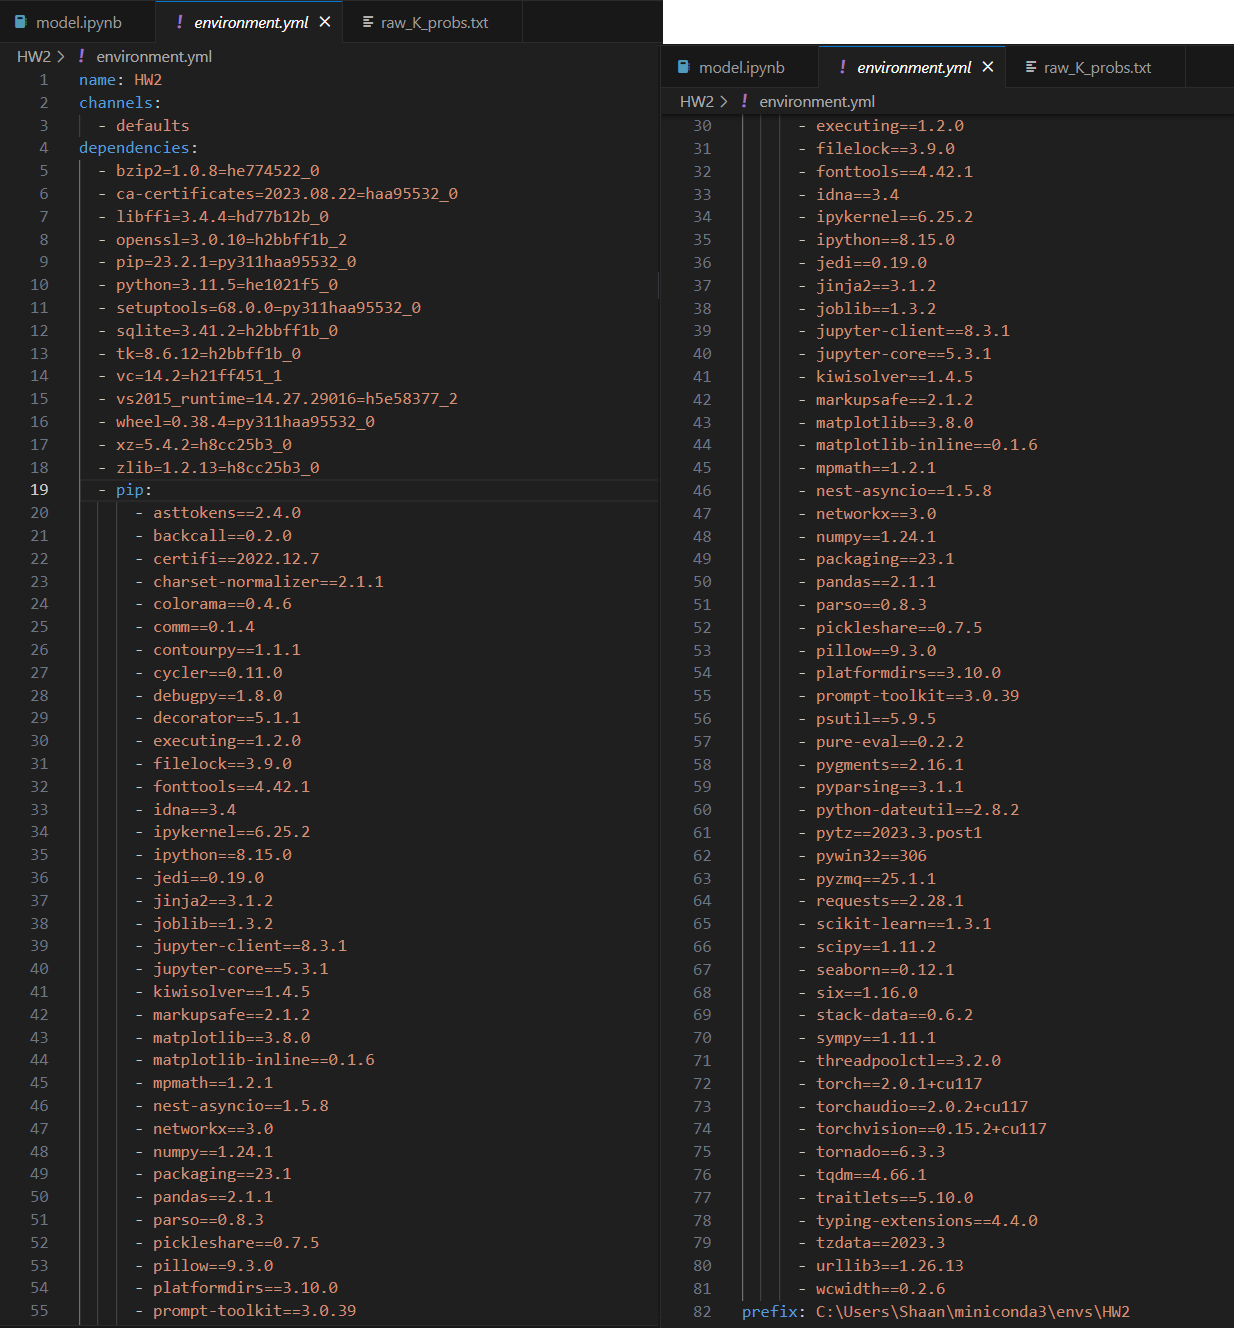 model.ipynb ! environment.yml × raw_K_probs.txt
HW2 > ! environment.yml
1 name: HW2
2 channels:
3 - defaults
4 dependencies:
5 - bzip2=1.0.8=he774522_0
6 - ca-certificates=2023.08.22=haa95532_0
7 - libffi=3.4.4=hd77b12b_0
8 - openssl=3.0.10=h2bbff1b_2
9 - pip=23.2.1=py311haa95532_0
10 - python=3.11.5=he1021f5_0
11 - setuptools=68.0.0=py311haa95532_0
12 - sqlite=3.41.2=h2bbff1b_0
13 - tk=8.6.12=h2bbff1b_0
14 - vc=14.2=h21ff451_1
15 - vs2015_runtime=14.27.29016=h5e58377_2
16 - wheel=0.38.4=py311haa95532_0
17 - xz=5.4.2=h8cc25b3_0
18 - zlib=1.2.13=h8cc25b3_0
19 - pip:
20 - asttokens==2.4.0
21 - backcall==0.2.0
22 - certifi==2022.12.7
23 - charset-normalizer==2.1.1
24 - colorama==0.4.6
25 - comm==0.1.4
26 - contourpy==1.1.1
27 - cycler==0.11.0
28 - debugpy==1.8.0
29 - decorator==5.1.1
30 - executing==1.2.0
31 - filelock==3.9.0
32 - fonttools==4.42.1
33 - idna==3.4
34 - ipykernel==6.25.2
35 - ipython==8.15.0
36 - jedi==0.19.0
37 - jinja2==3.1.2
38 - joblib==1.3.2
39 - jupyter-client==8.3.1
40 - jupyter-core==5.3.1
41 - kiwisolver==1.4.5
42 - markupsafe==2.1.2
43 - matplotlib==3.8.0
44 - matplotlib-inline==0.1.6
45 - mpmath==1.2.1
46 - nest-asyncio==1.5.8
47 - networkx==3.0
48 - numpy==1.24.1
49 - packaging==23.1
50 - pandas==2.1.1
51 - parso==0.8.3
52 - pickleshare==0.7.5
53 - pillow==9.3.0
54 - platformdirs==3.10.0
55 - prompt-toolkit==3.0.39
model.ipynb ! environment.yml × raw_K_probs.txt
HW2 > ! environment.yml
30 - executing==1.2.0
31 - filelock==3.9.0
32 - fonttools==4.42.1
33 - idna==3.4
34 - ipykernel==6.25.2
35 - ipython==8.15.0
36 - jedi==0.19.0
37 - jinja2==3.1.2
38 - joblib==1.3.2
39 - jupyter-client==8.3.1
40 - jupyter-core==5.3.1
41 - kiwisolver==1.4.5
42 - markupsafe==2.1.2
43 - matplotlib==3.8.0
44 - matplotlib-inline==0.1.6
45 - mpmath==1.2.1
46 - nest-asyncio==1.5.8
47 - networkx==3.0
48 - numpy==1.24.1
49 - packaging==23.1
50 - pandas==2.1.1
51 - parso==0.8.3
52 - pickleshare==0.7.5
53 - pillow==9.3.0
54 - platformdirs==3.10.0
55 - prompt-toolkit==3.0.39
56 - psutil==5.9.5
57 - pure-eval==0.2.2
58 - pygments==2.16.1
59 - pyparsing==3.1.1
60 - python-dateutil==2.8.2
61 - pytz==2023.3.post1
62 - pywin32==306
63 - pyzmq==25.1.1
64 - requests==2.28.1
65 - scikit-learn==1.3.1
66 - scipy==1.11.2
67 - seaborn==0.12.1
68 - six==1.16.0
69 - stack-data==0.6.2
70 - sympy==1.11.1
71 - threadpoolctl==3.2.0
72 - torch==2.0.1+cu117
73 - torchaudio==2.0.2+cu117
74 - torchvision==0.15.2+cu117
75 - tornado==6.3.3
76 - tqdm==4.66.1
77 - traitlets==5.10.0
78 - typing-extensions==4.4.0
79 - tzdata==2023.3
80 - urllib3==1.26.13
81 - wcwidth==0.2.6
82 prefix: C:\Users\Shaan\miniconda3\envs\HW2